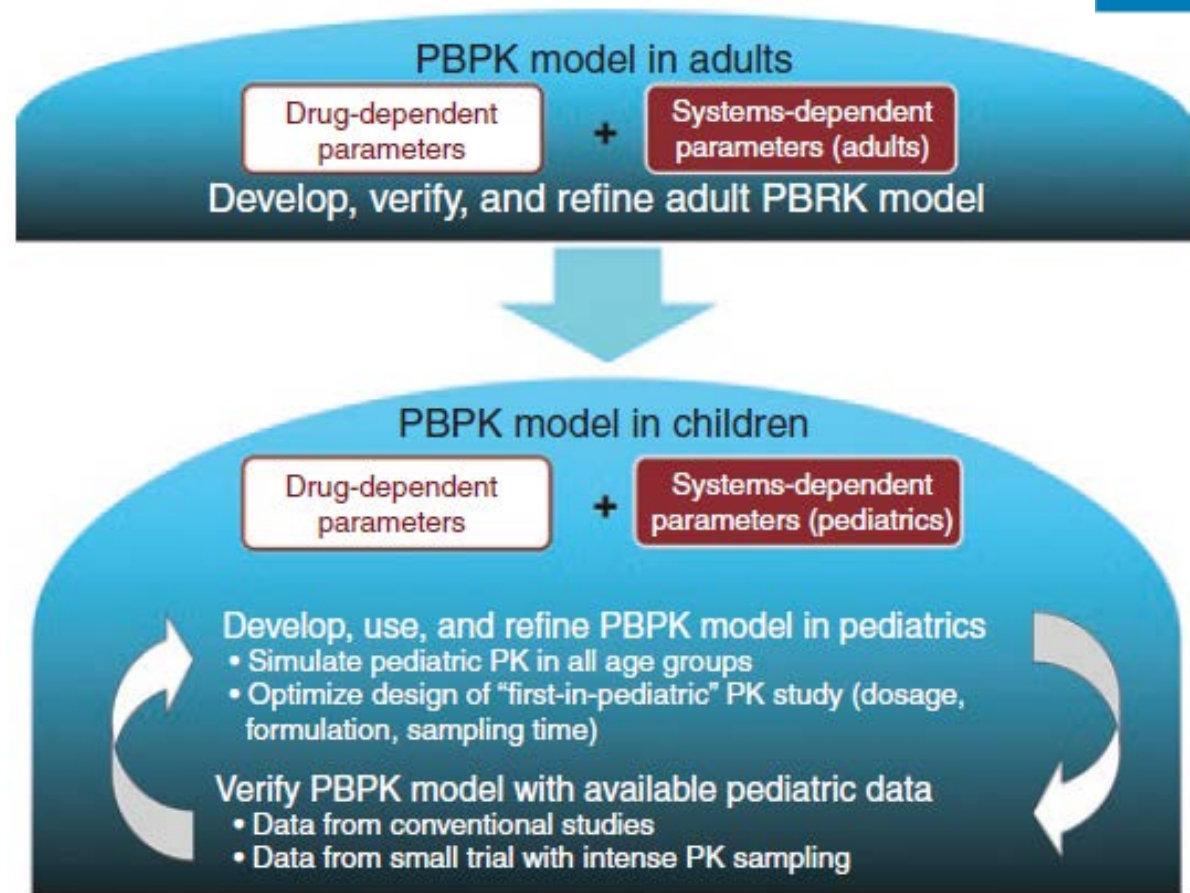 PBPK model in adults
Drug-dependent
parameters
+
Systems-dependent
parameters (adults)
Develop, verify, and refine adult PBRK model
PBPK model in children
Drug-dependent
parameters
+
Systems-dependent
parameters (pediatrics)
Develop, use, and refine PBPK model in pediatrics
• Simulate pediatric PK in all age groups
• Optimize design of “first-in-pediatric” PK study (dosage,
formulation, sampling time)
Verify PBPK model with available pediatric data
• Data from conventional studies
• Data from small trial with intense PK sampling